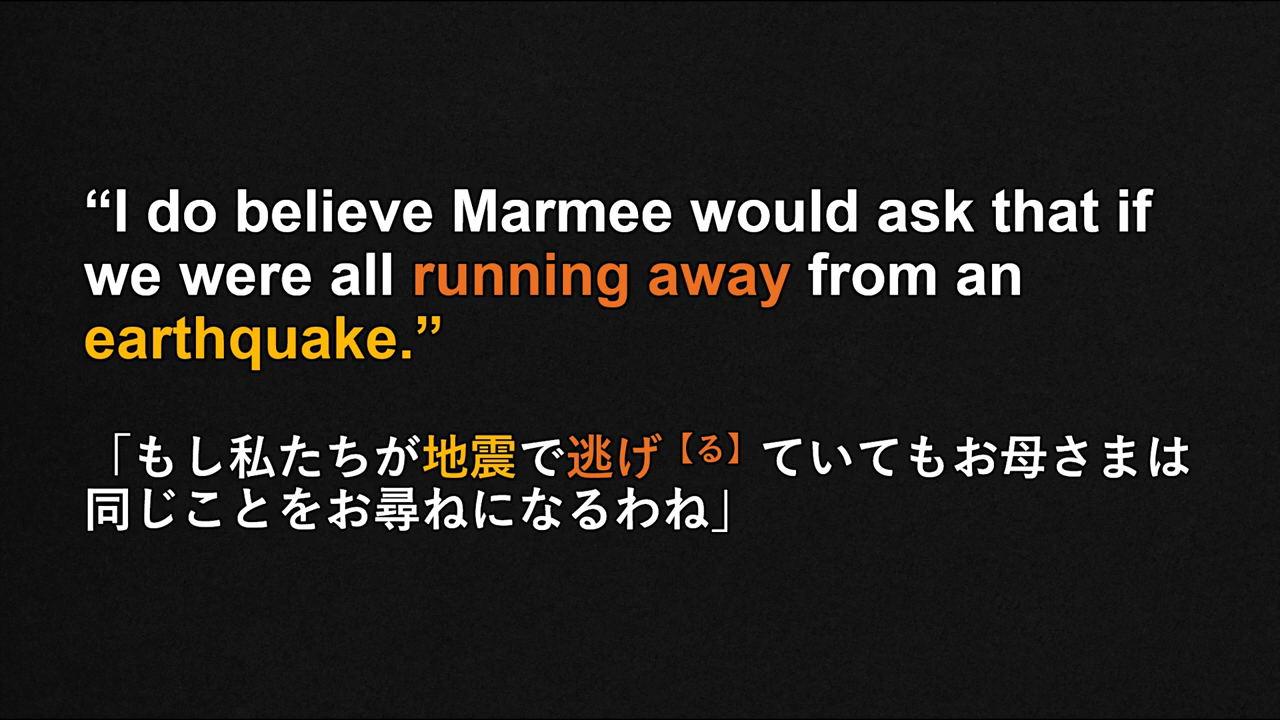 “I do believe Marmee would ask that if
we were all running away from an
earthquake.”
「もし私たちが地震で逃げ【る】ていてもお母さまは
同じことをお尋ねになるわね」